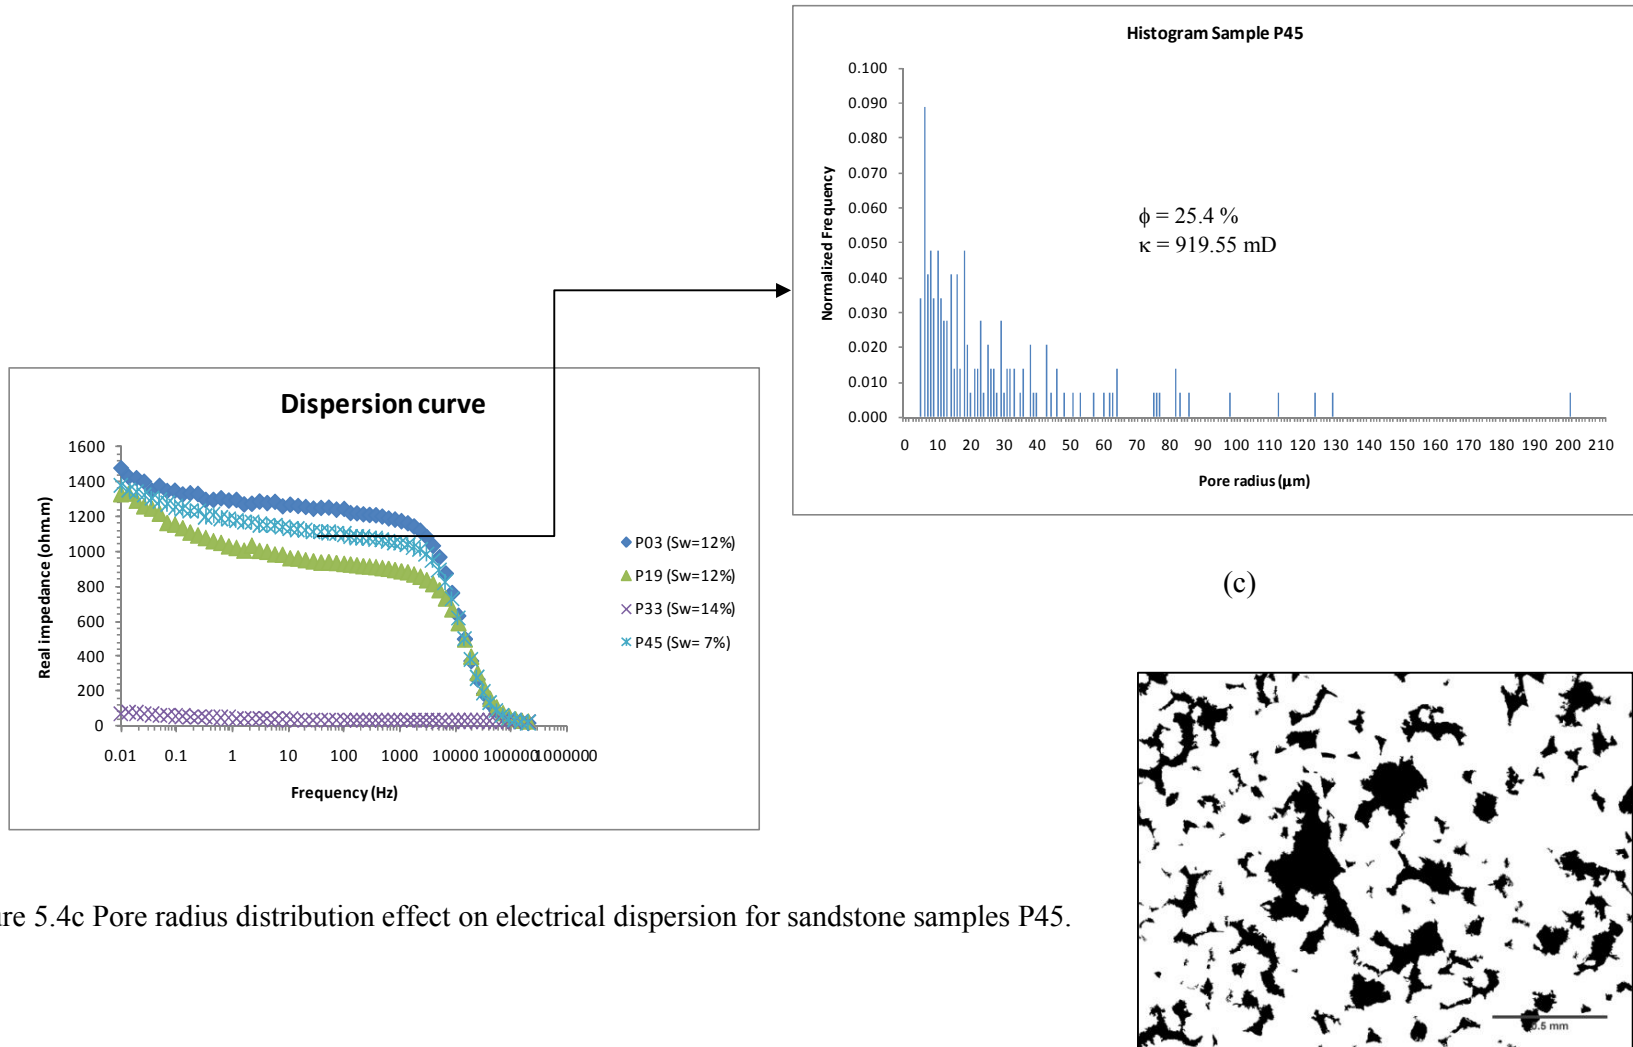 Histogram Sample P45
0.100
0.090
0.080
0.070
0.060
0.050
0.040
0.030
0.020
0.010
0.000
Normalized Frequency
ϕ = 25.4 %
κ = 919.55 mD
0 10 20 30 40 50 60 70 80 90 100 110 120 130 140 150 160 170 180 190 200 210
Pore radius (µm)
Dispersion curve
1600
1400
1200
1000
800
600
400
200
0
Real impedance (ohm.m)
0.01 0.1 1 10 100 1000 10000 100000 1000000
Frequency (Hz)
P03 (Sw=12%)
P19 (Sw=12%)
P33 (Sw=14%)
P45 (Sw= 7%)
(c)
re 5.4c Pore radius distribution effect on electrical dispersion for sandstone samples P45.
0.5 mm